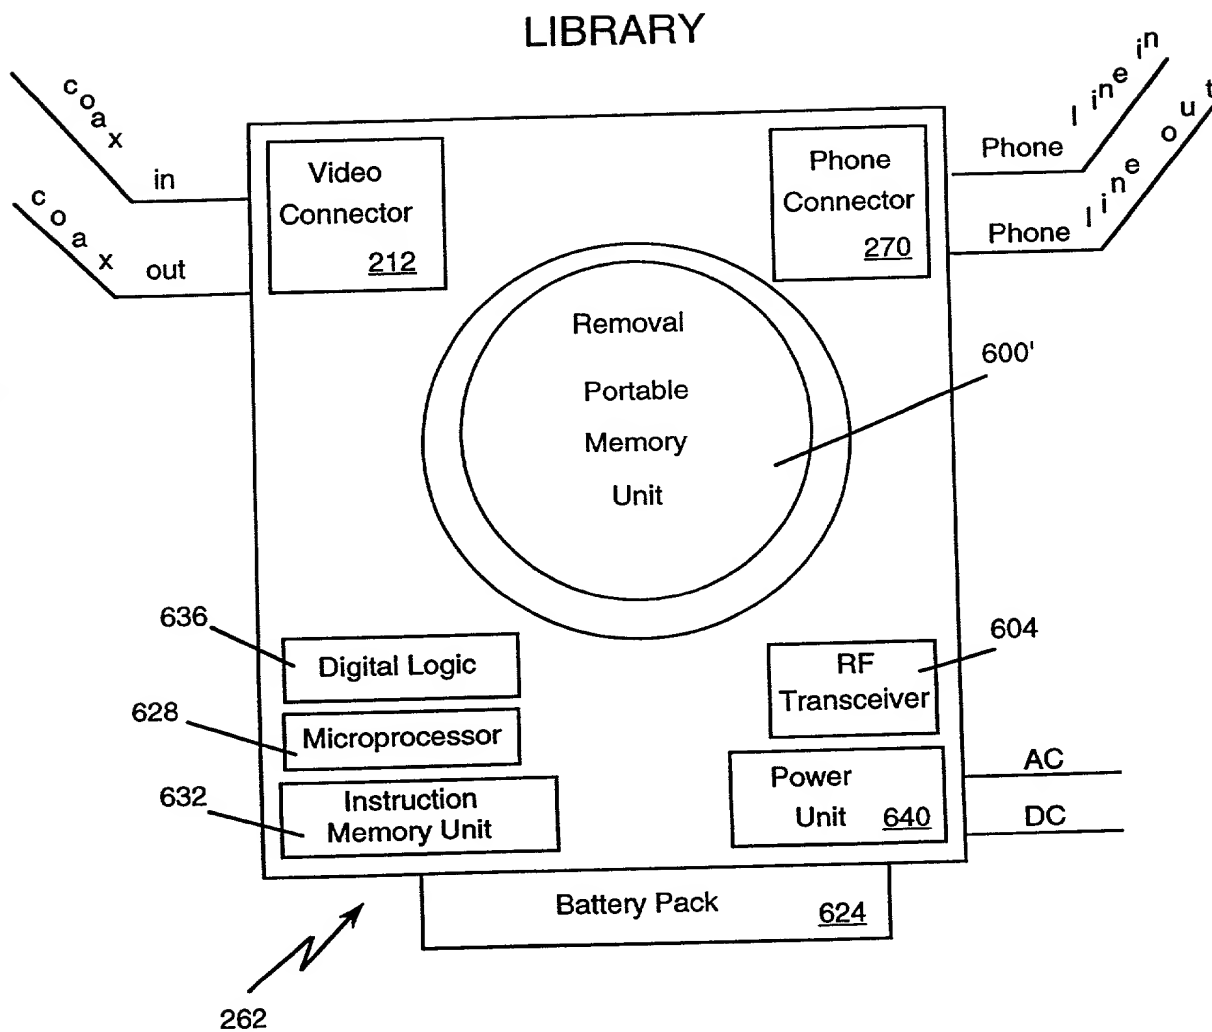 LIBRARY
coax in
coax out
Video
Connector
212
Phone
Connector
270
Phone line in
Phone line out
Removal
Portable
Memory
Unit
600'
636
Digital Logic
628
Microprocessor
632
Instruction
Memory Unit
604
RF
Transceiver
Power
Unit 640
AC
DC
Battery Pack 624
262